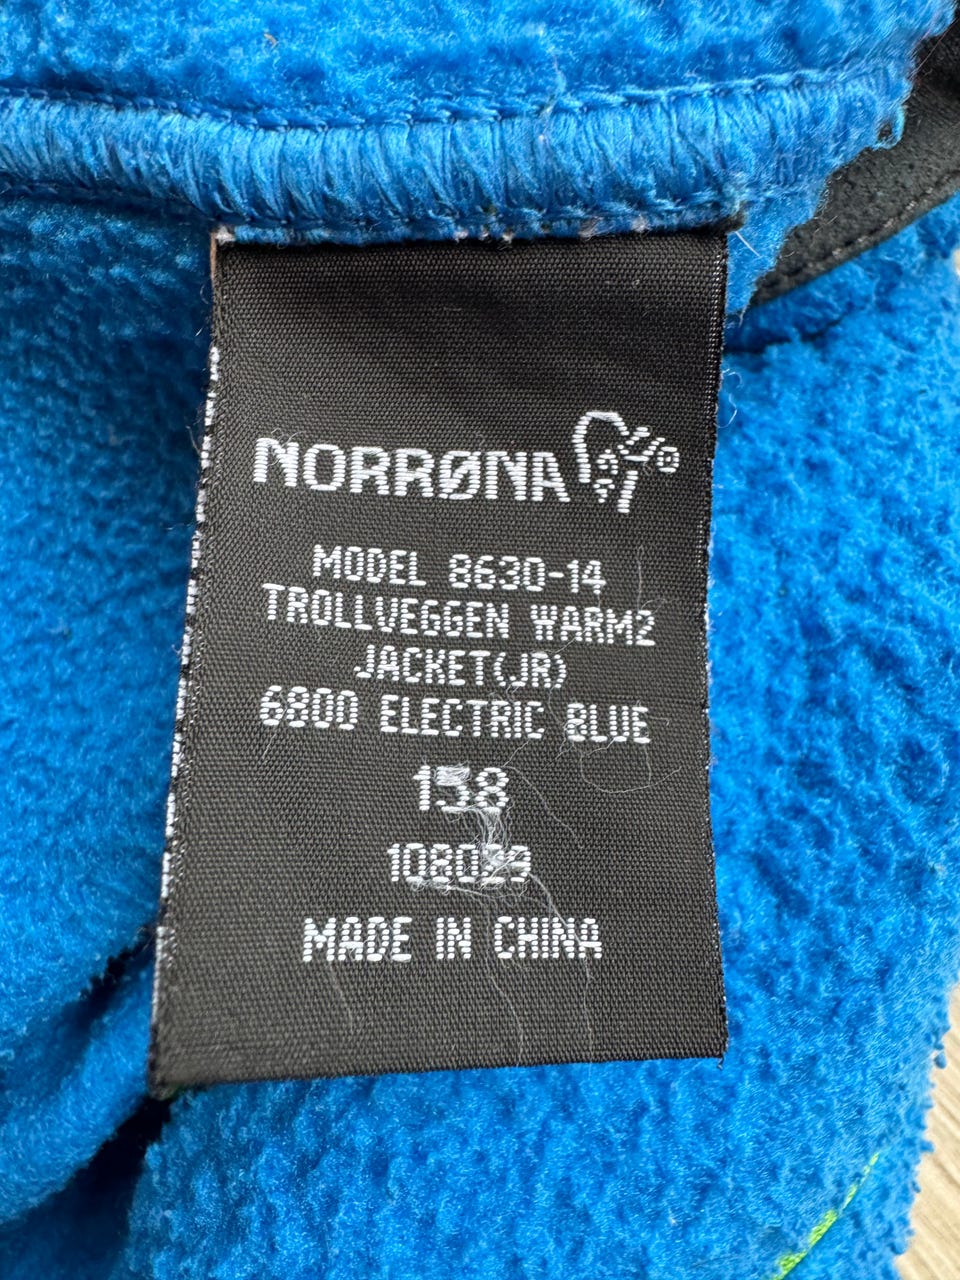 NORRØNA
MODEL 8630-14
TROLLVEGGEN WARM2
JACKET(JR)
6800 ELECTRIC BLUE
158
MADE IN CHINA